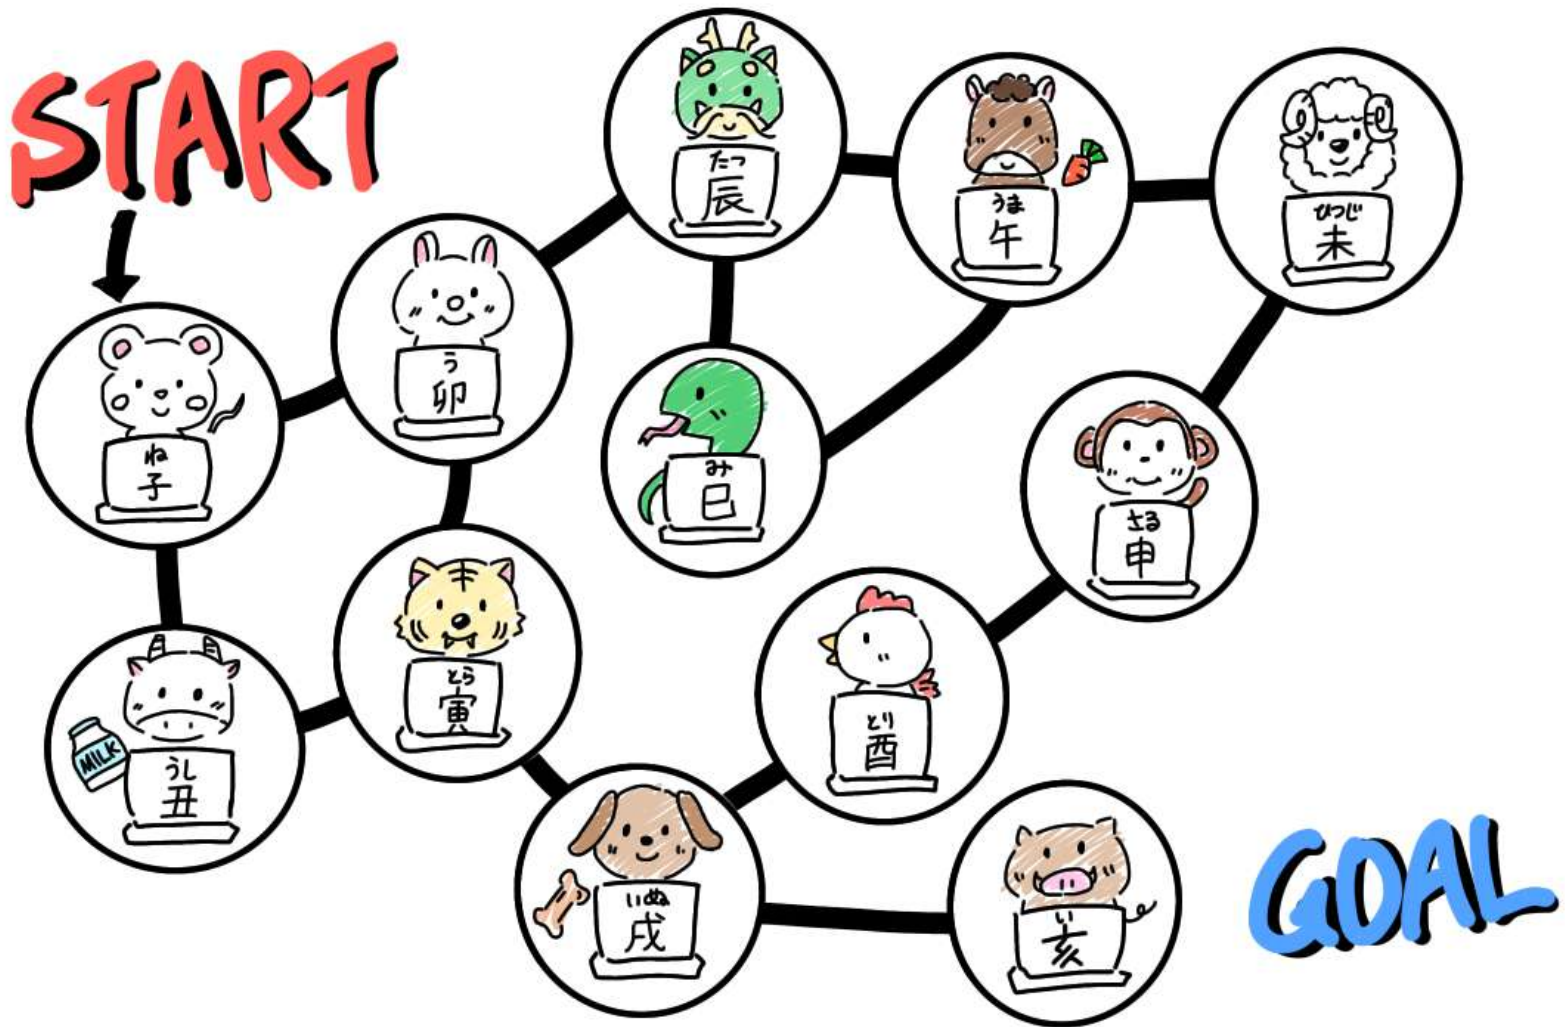 START
たつ
辰
うま
午
ひつじ
未
う
卯
ね
子
み
巳
さる
申
とら
寅
とり
酉
MILK
うし
丑
いぬ
戌
い
亥
GOAL